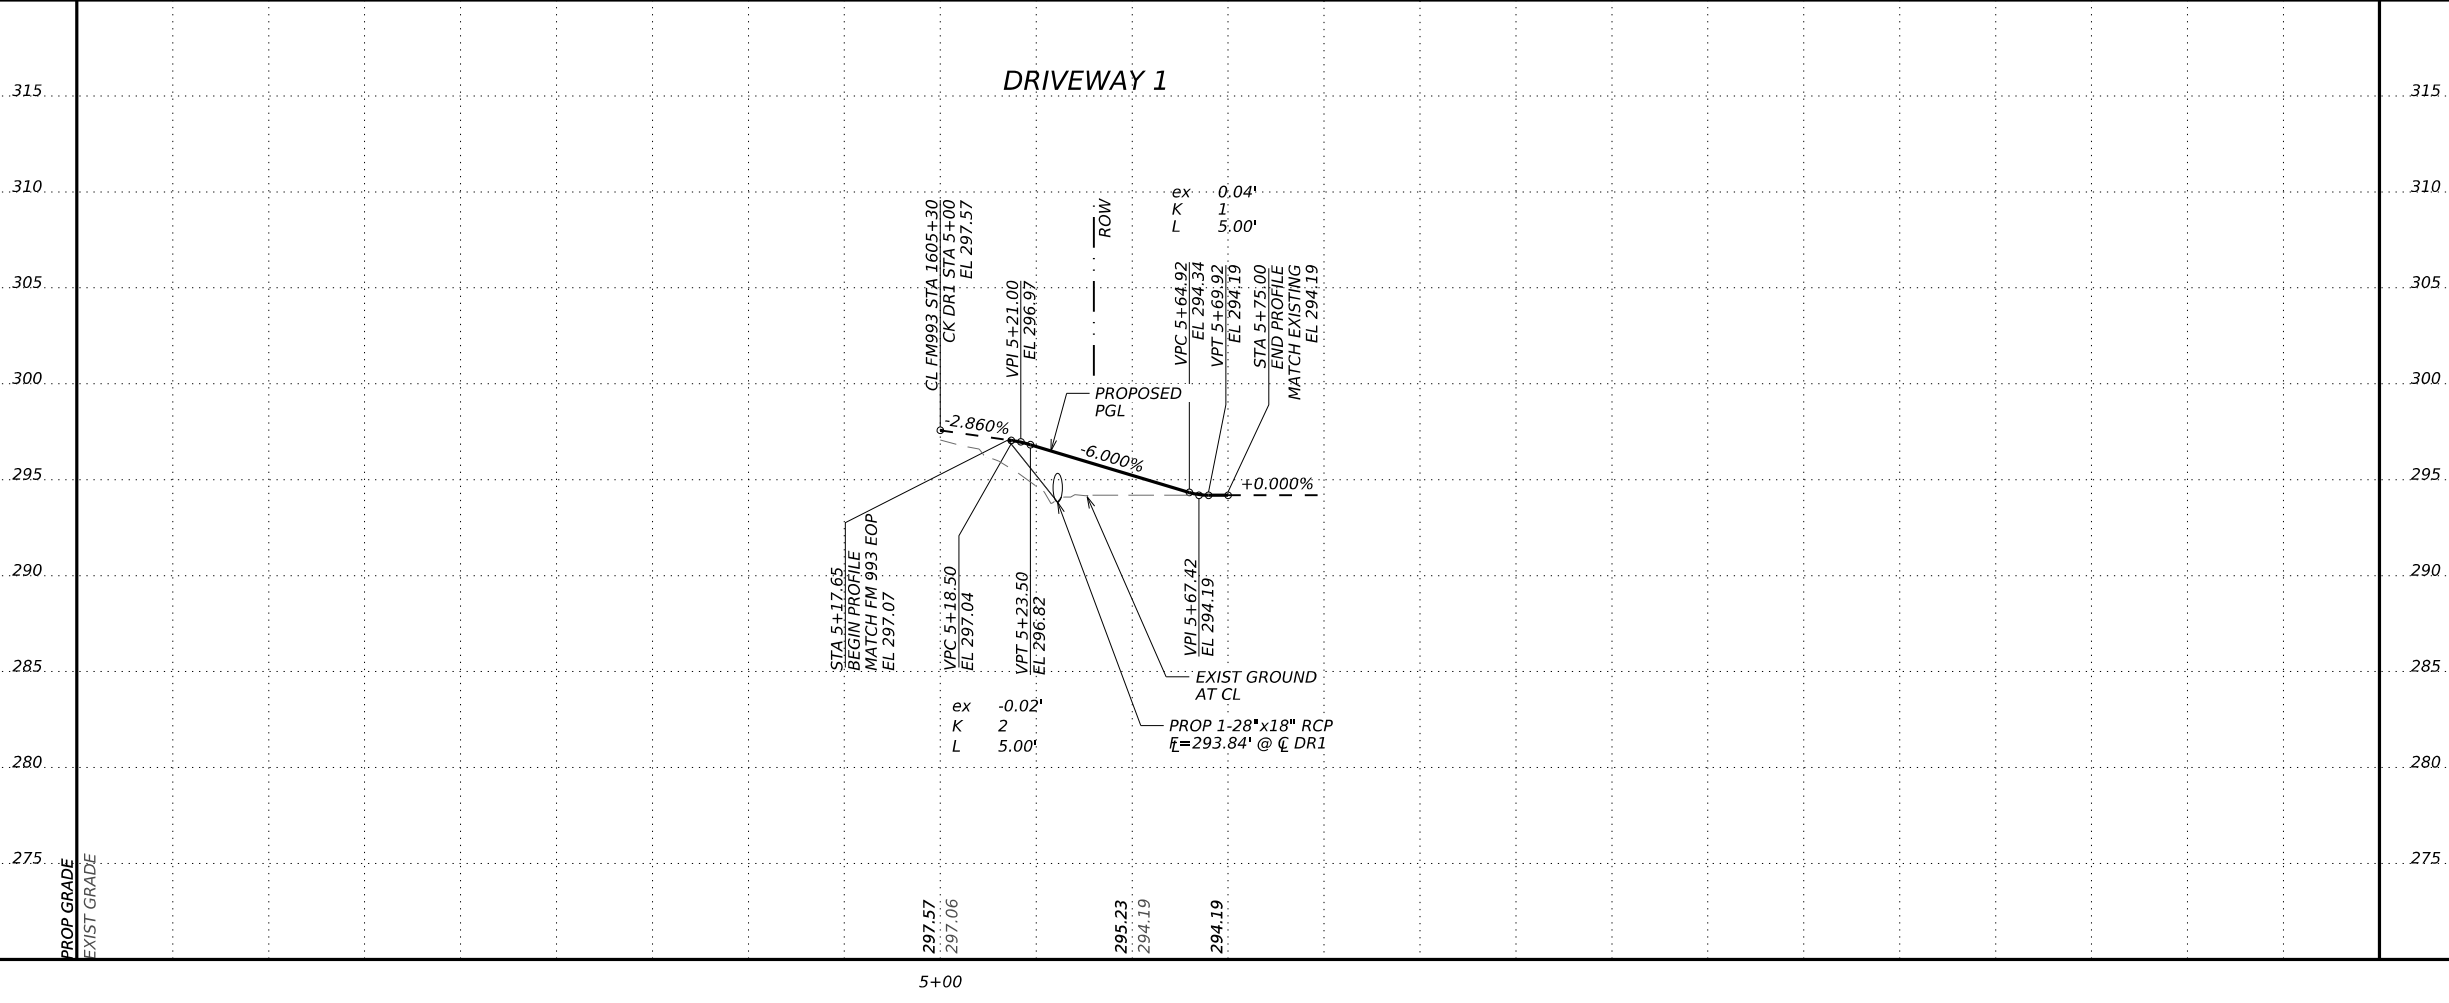 DRIVEWAY 1
315
315
310
310
305
305
300
300
295
295
290
290
285
285
280
280
275
275
CL FM993 STA 1605+30
CK DR1 STA 5+00
EL 297.57
VPI 5+21.00
EL 296.97
ROW
ex 0.04'
K 1
L 5.00'
VPC 5+64.92
EL 294.34
VPT 5+69.92
EL 294.19
STA 5+75.00
END PROFILE
MATCH EXISTING
EL 294.19
PROPOSED
PGL
-2.860%
-6.000%
+0.000%
STA 5+17.65
BEGIN PROFILE
MATCH FM 993 EOP
EL 297.07
VPC 5+18.50
EL 297.04
VPT 5+23.50
EL 296.82
VPI 5+67.42
EL 294.19
EXIST GROUND
AT CL
ex -0.02'
K 2
L 5.00'
PROP 1-28"x18" RCP
FL=293.84' @ CL DR1
PROP GRADE
EXIST GRADE
297.57
297.06
295.23
294.19
294.19
5+00